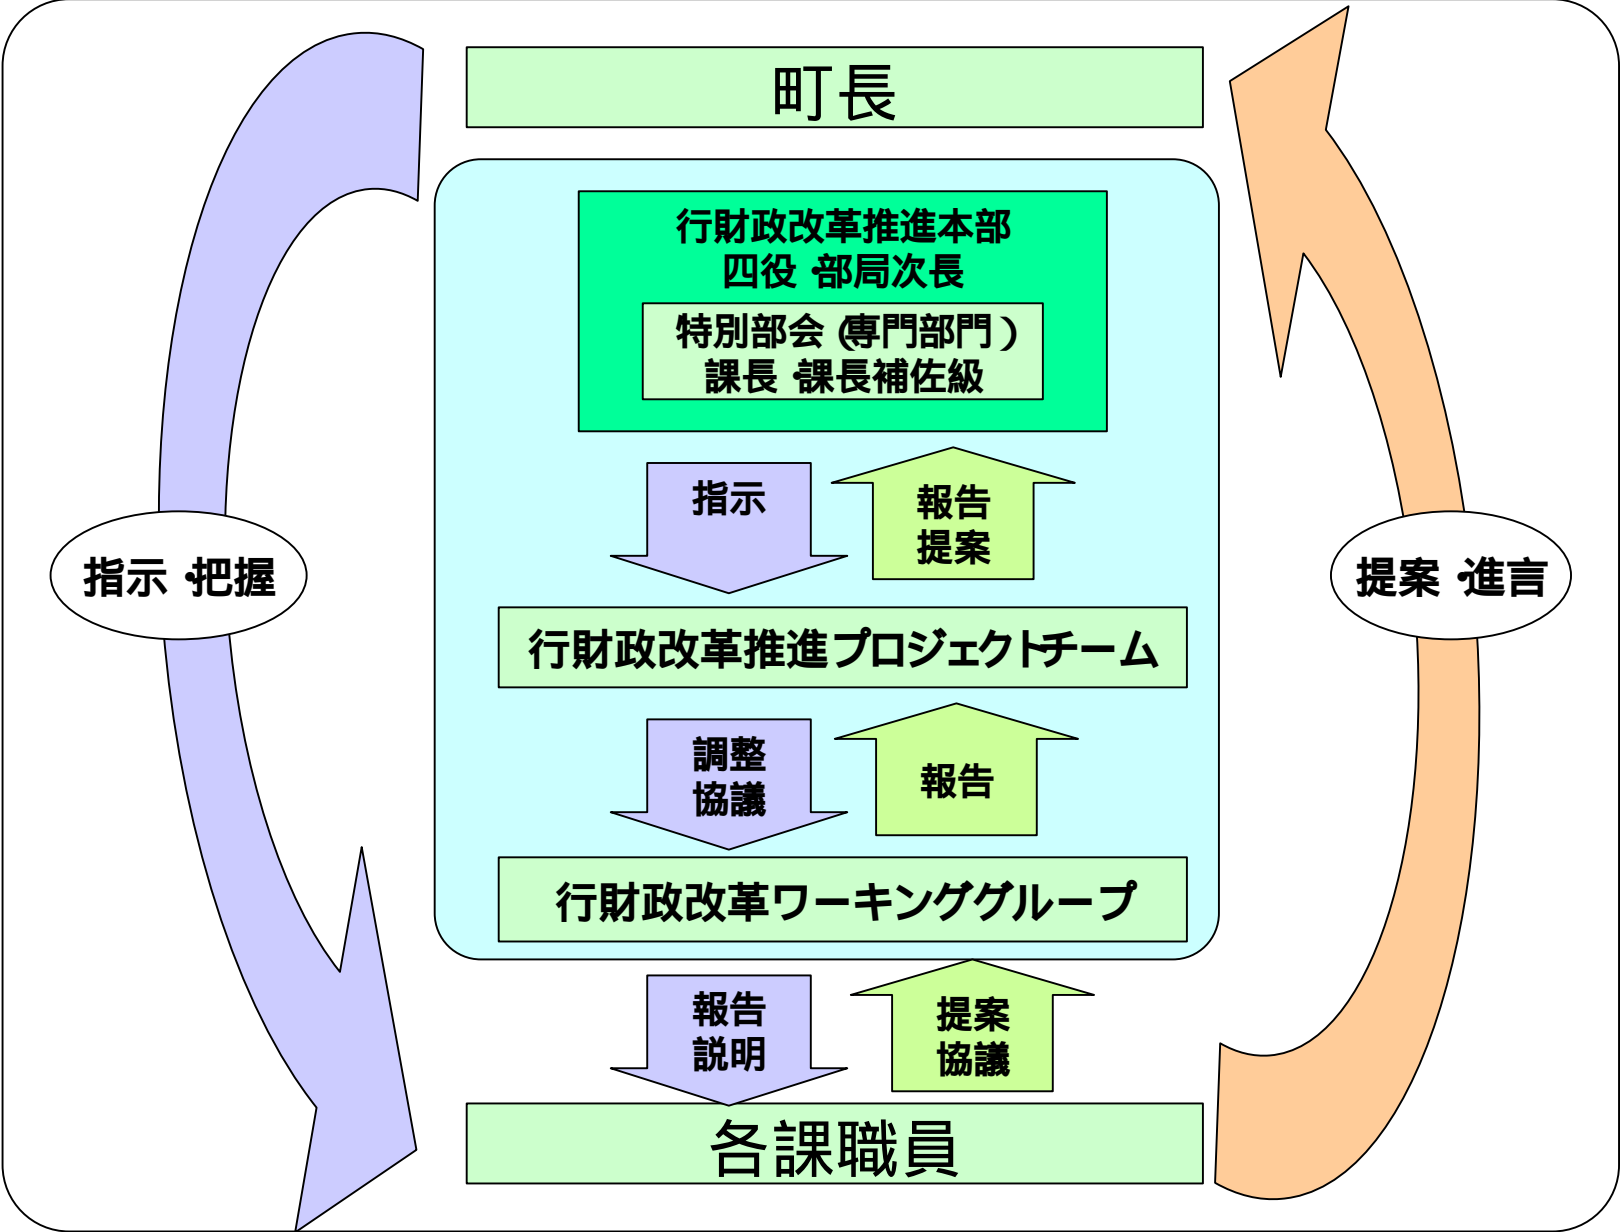 町長
行財政改革推進本部
四役・部局次長
特別部会(専門部門)
課長・課長補佐級
指示
報告
提案
指示・把握
提案・進言
行財政改革推進プロジェクトチーム
調整
協議
報告
行財政改革ワーキンググループ
報告
説明
提案
協議
各課職員